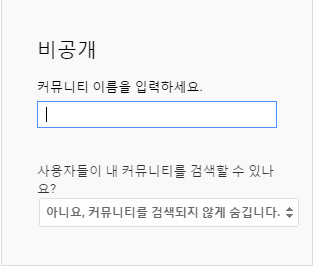 비공개
커뮤니티 이름을 입력하세요.
사용자들이 내 커뮤니티를 검색할 수 있나
요?
아니요, 커뮤니티를 검색되지 않게 숨깁니다.